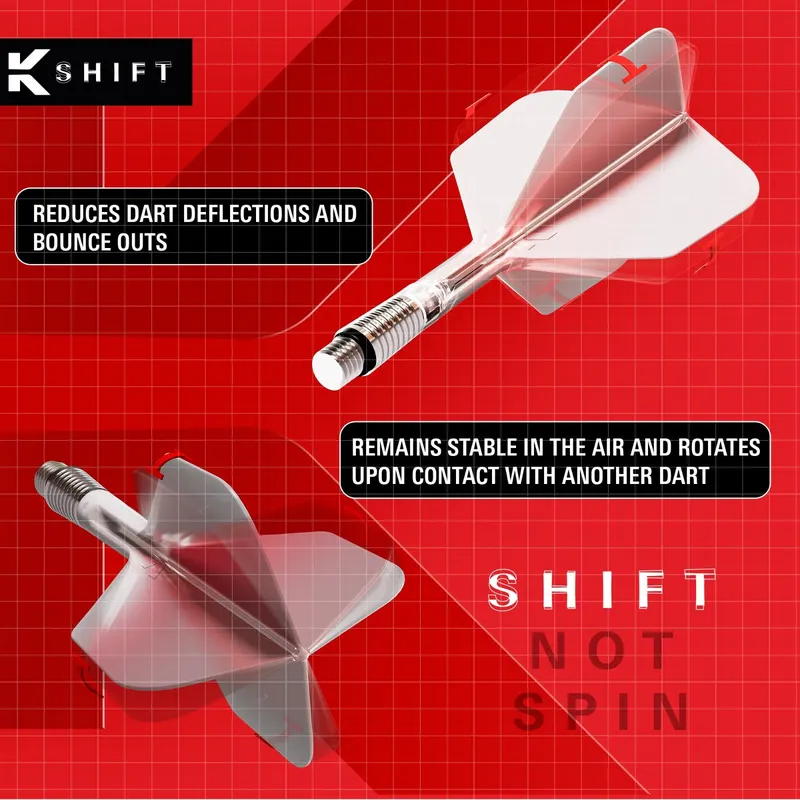 K SHIFT
REDUCES DART DEFLECTIONS AND
BOUNCE OUTS
REMAINS STABLE IN THE AIR AND ROTATES
UPON CONTACT WITH ANOTHER DART
SHIFT
NOT
SPIN